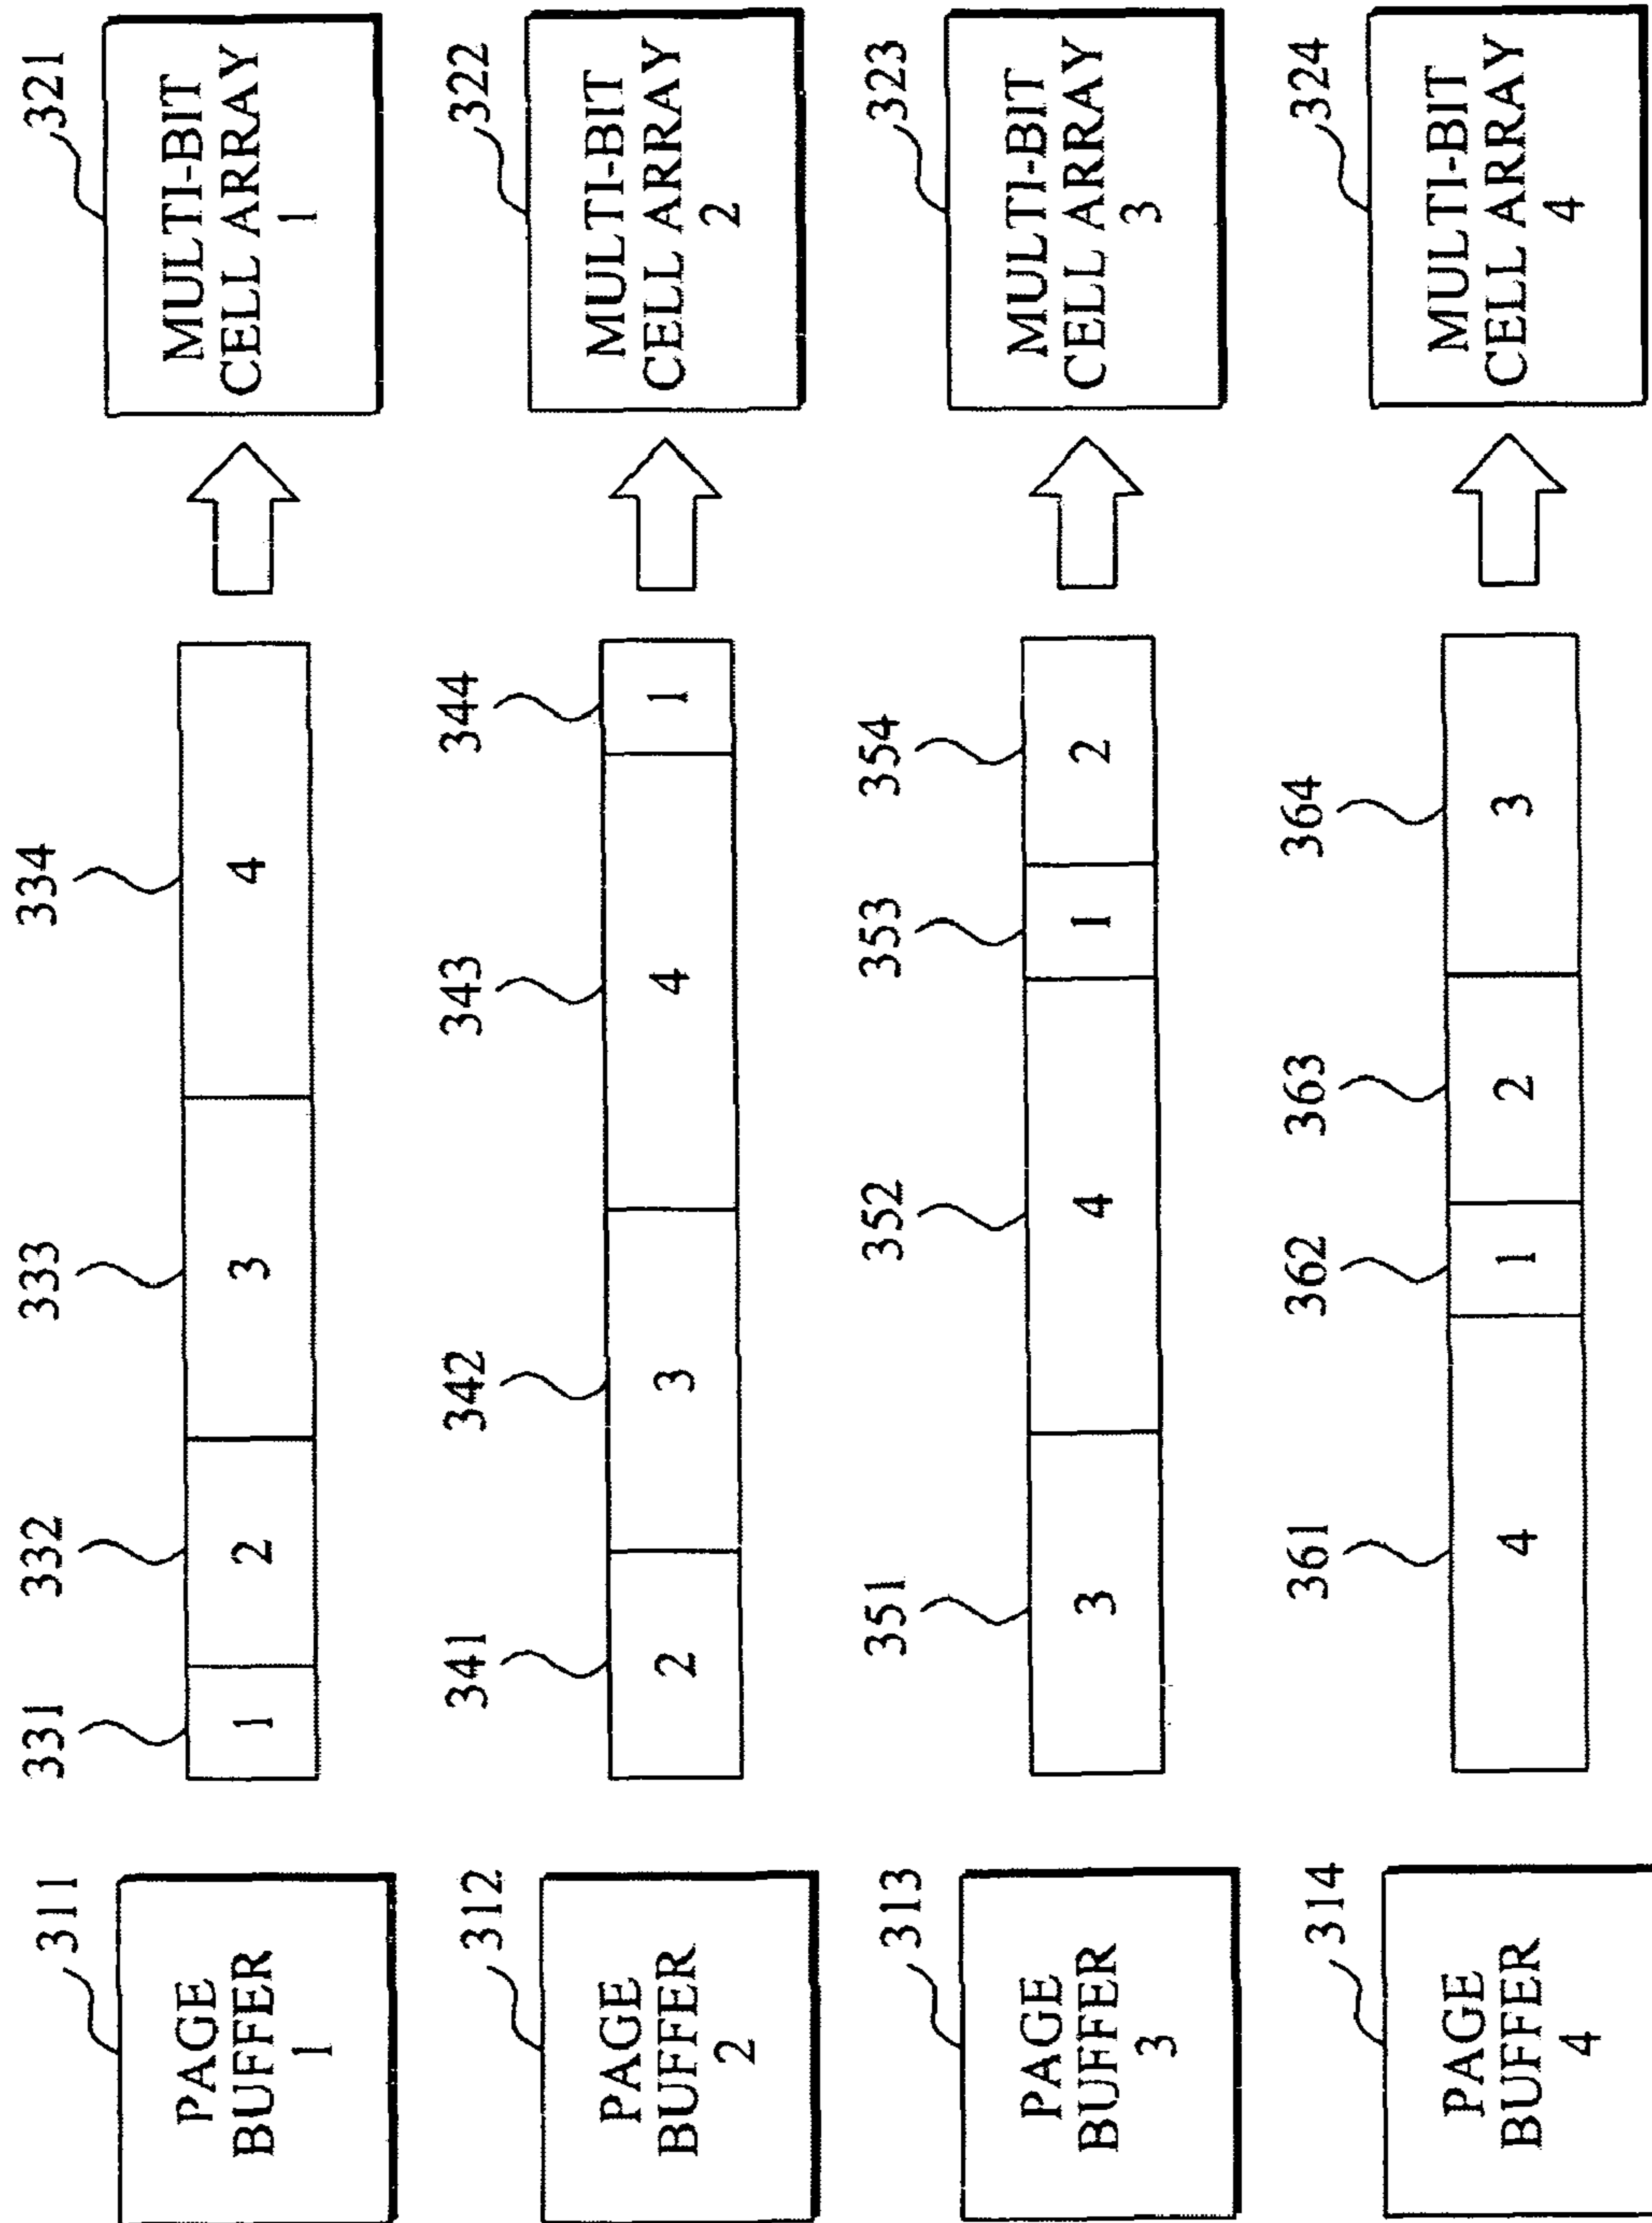 311 331 332 333 334 321
PAGE
BUFFER
1
1 2 3 4
MULTI-BIT
CELL ARRAY
1
312 341 342 343 344 322
PAGE
BUFFER
2
2 3 4 1
MULTI-BIT
CELL ARRAY
2
313 351 352 353 354 323
PAGE
BUFFER
3
3 4 1 2
MULTI-BIT
CELL ARRAY
3
314 361 362 363 364 324
PAGE
BUFFER
4
4 1 2 3
MULTI-BIT
CELL ARRAY
4